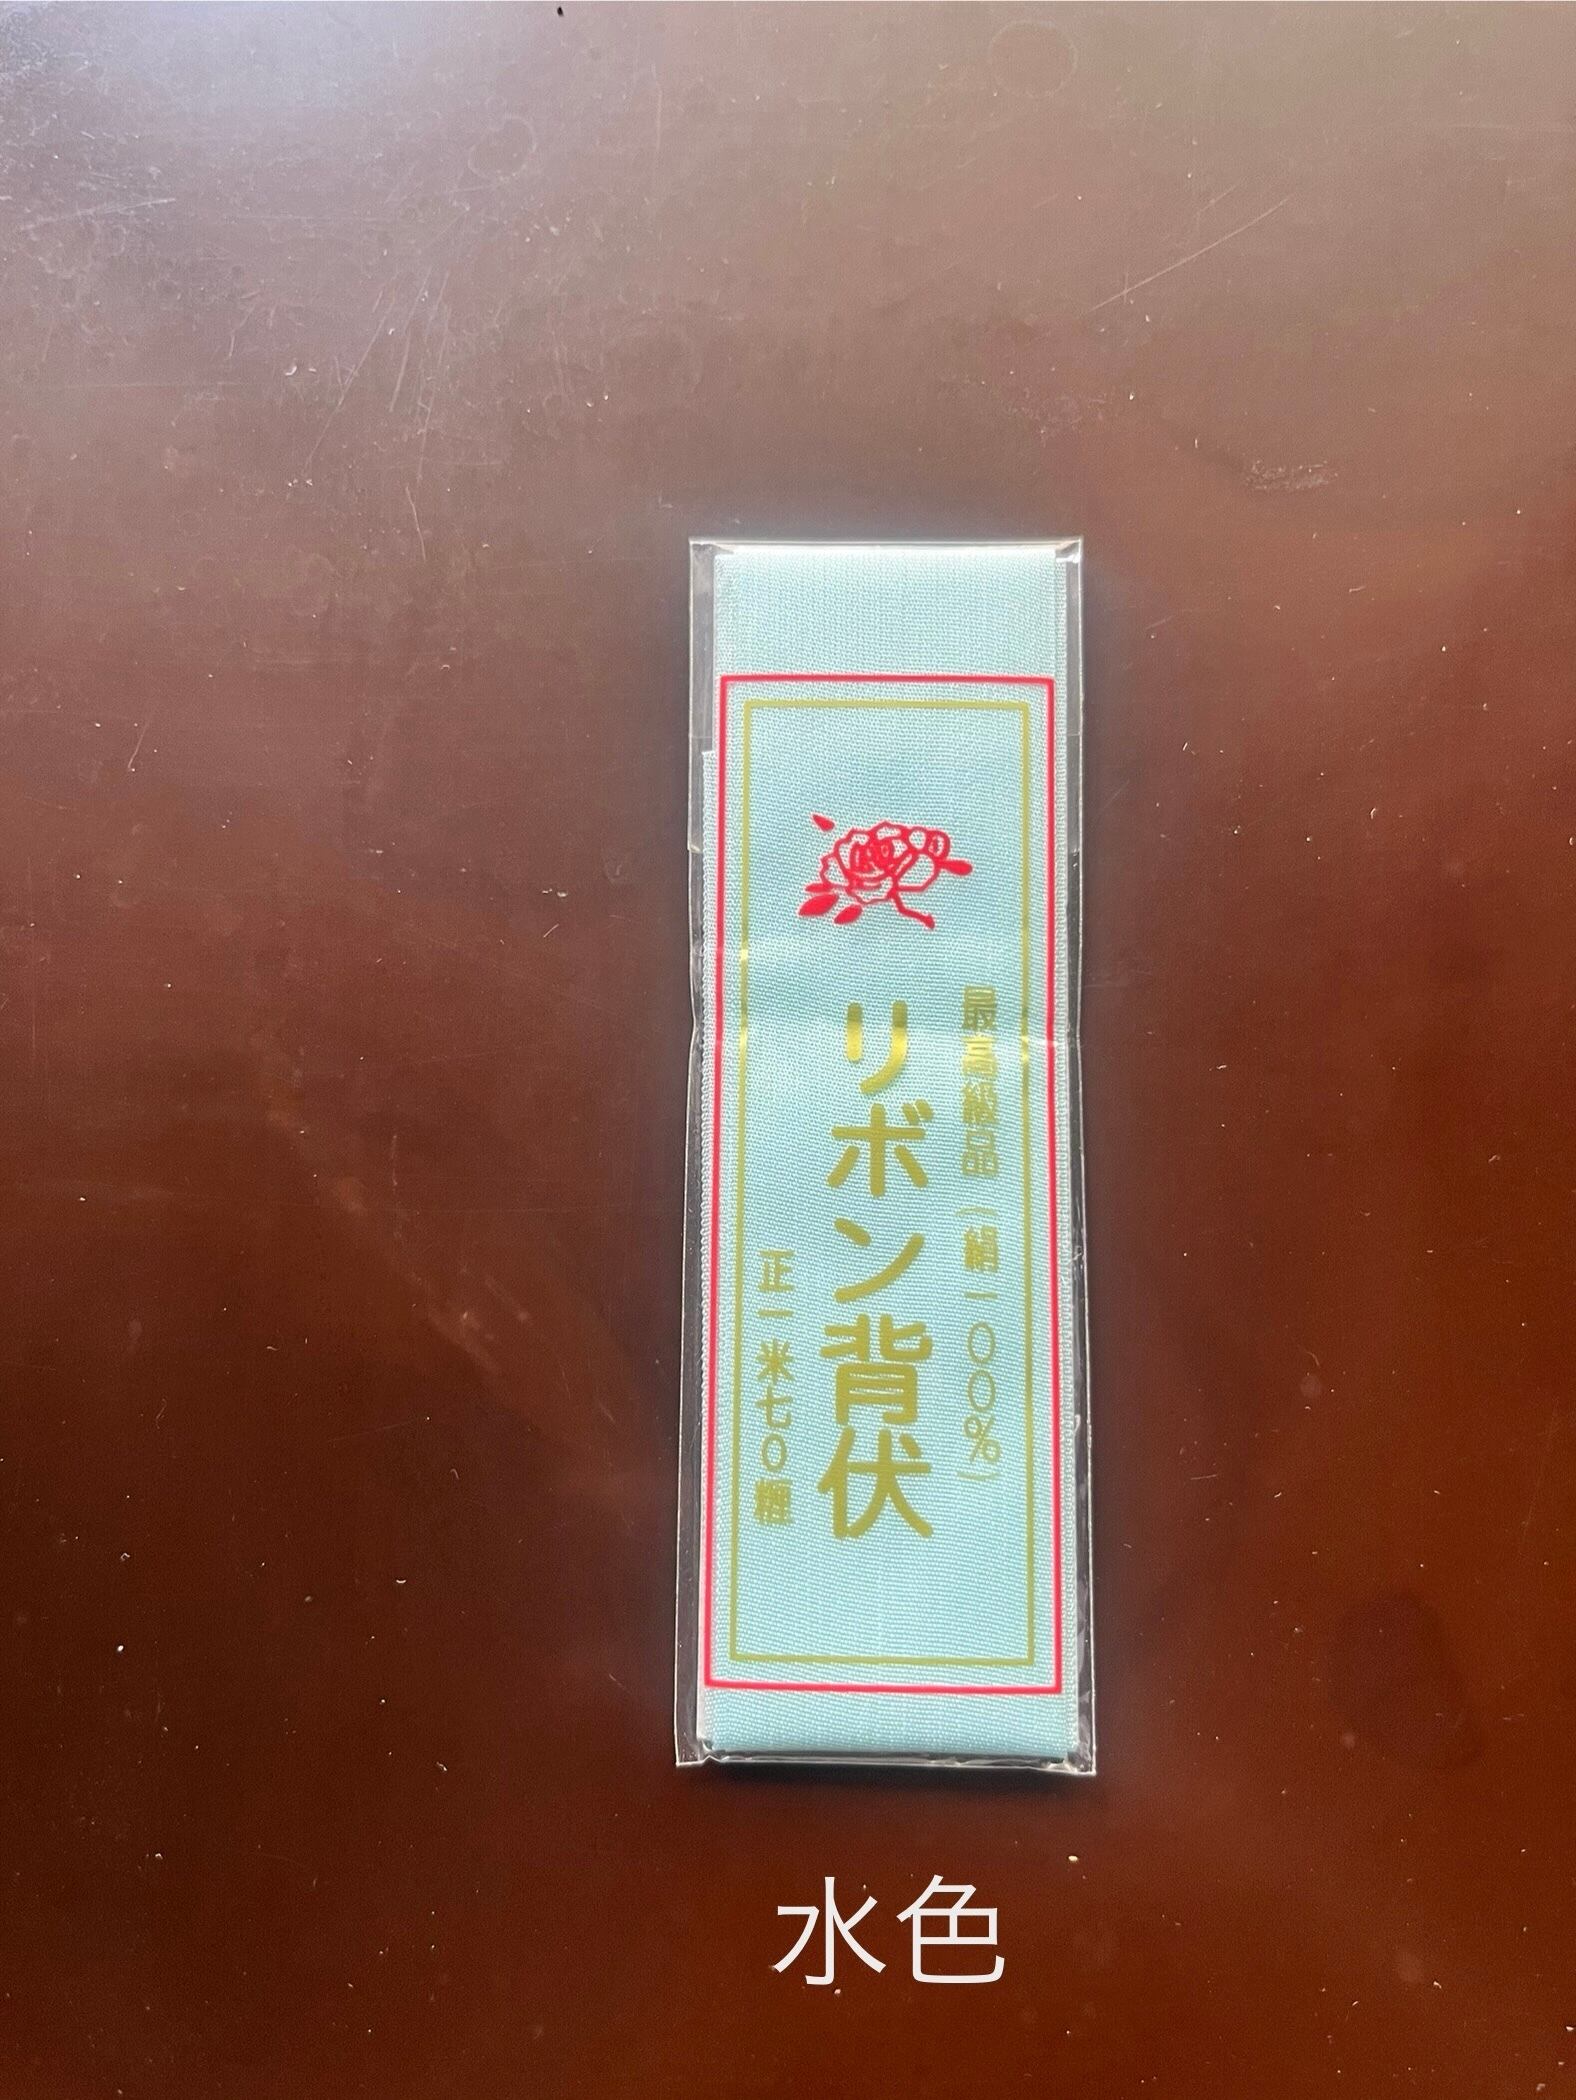 最高級品(絹一〇〇%)
リボン背伏
正一米七〇糎
水色